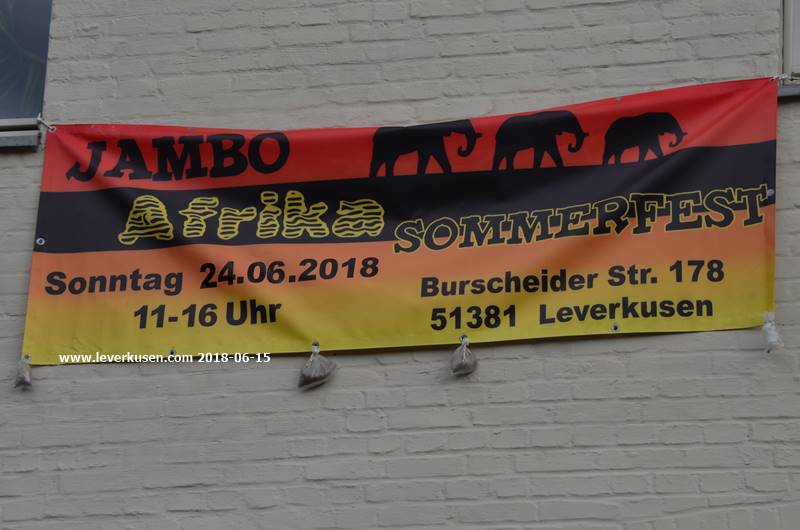 JAMBO
Afrika SOMMERFEST
Sonntag 24.06.2018
11-16 Uhr
Burscheider Str. 178
51381 Leverkusen
www.leverkusen.com 2018-06-15